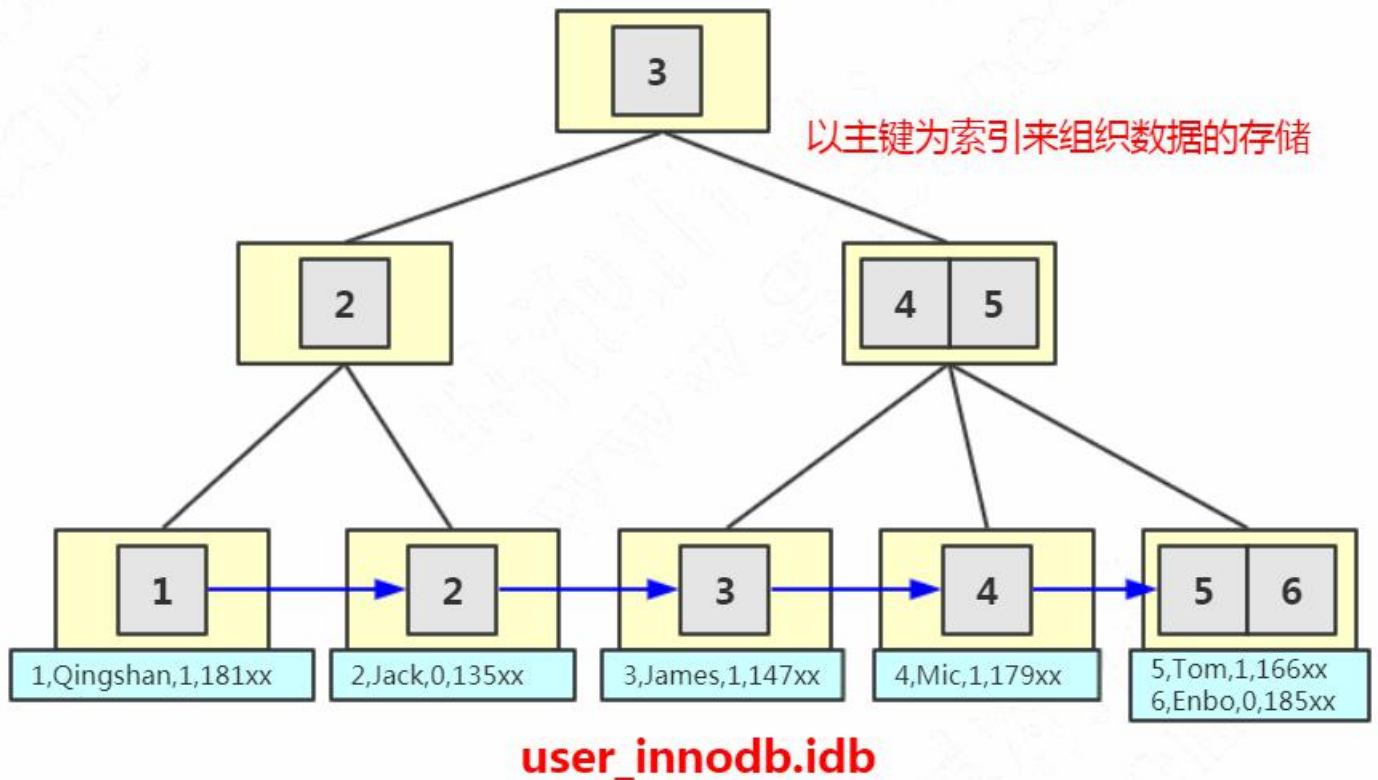 3
以主键为索引来组织数据的存储
2
4 5
1 2 3 4 5 6
1,Qingshan,1,181xx
2,Jack,0,135xx
3,James,1,147xx
4,Mic,1,179xx
5,Tom,1,166xx
6,Enbo,0,185xx
user_innodb.idb